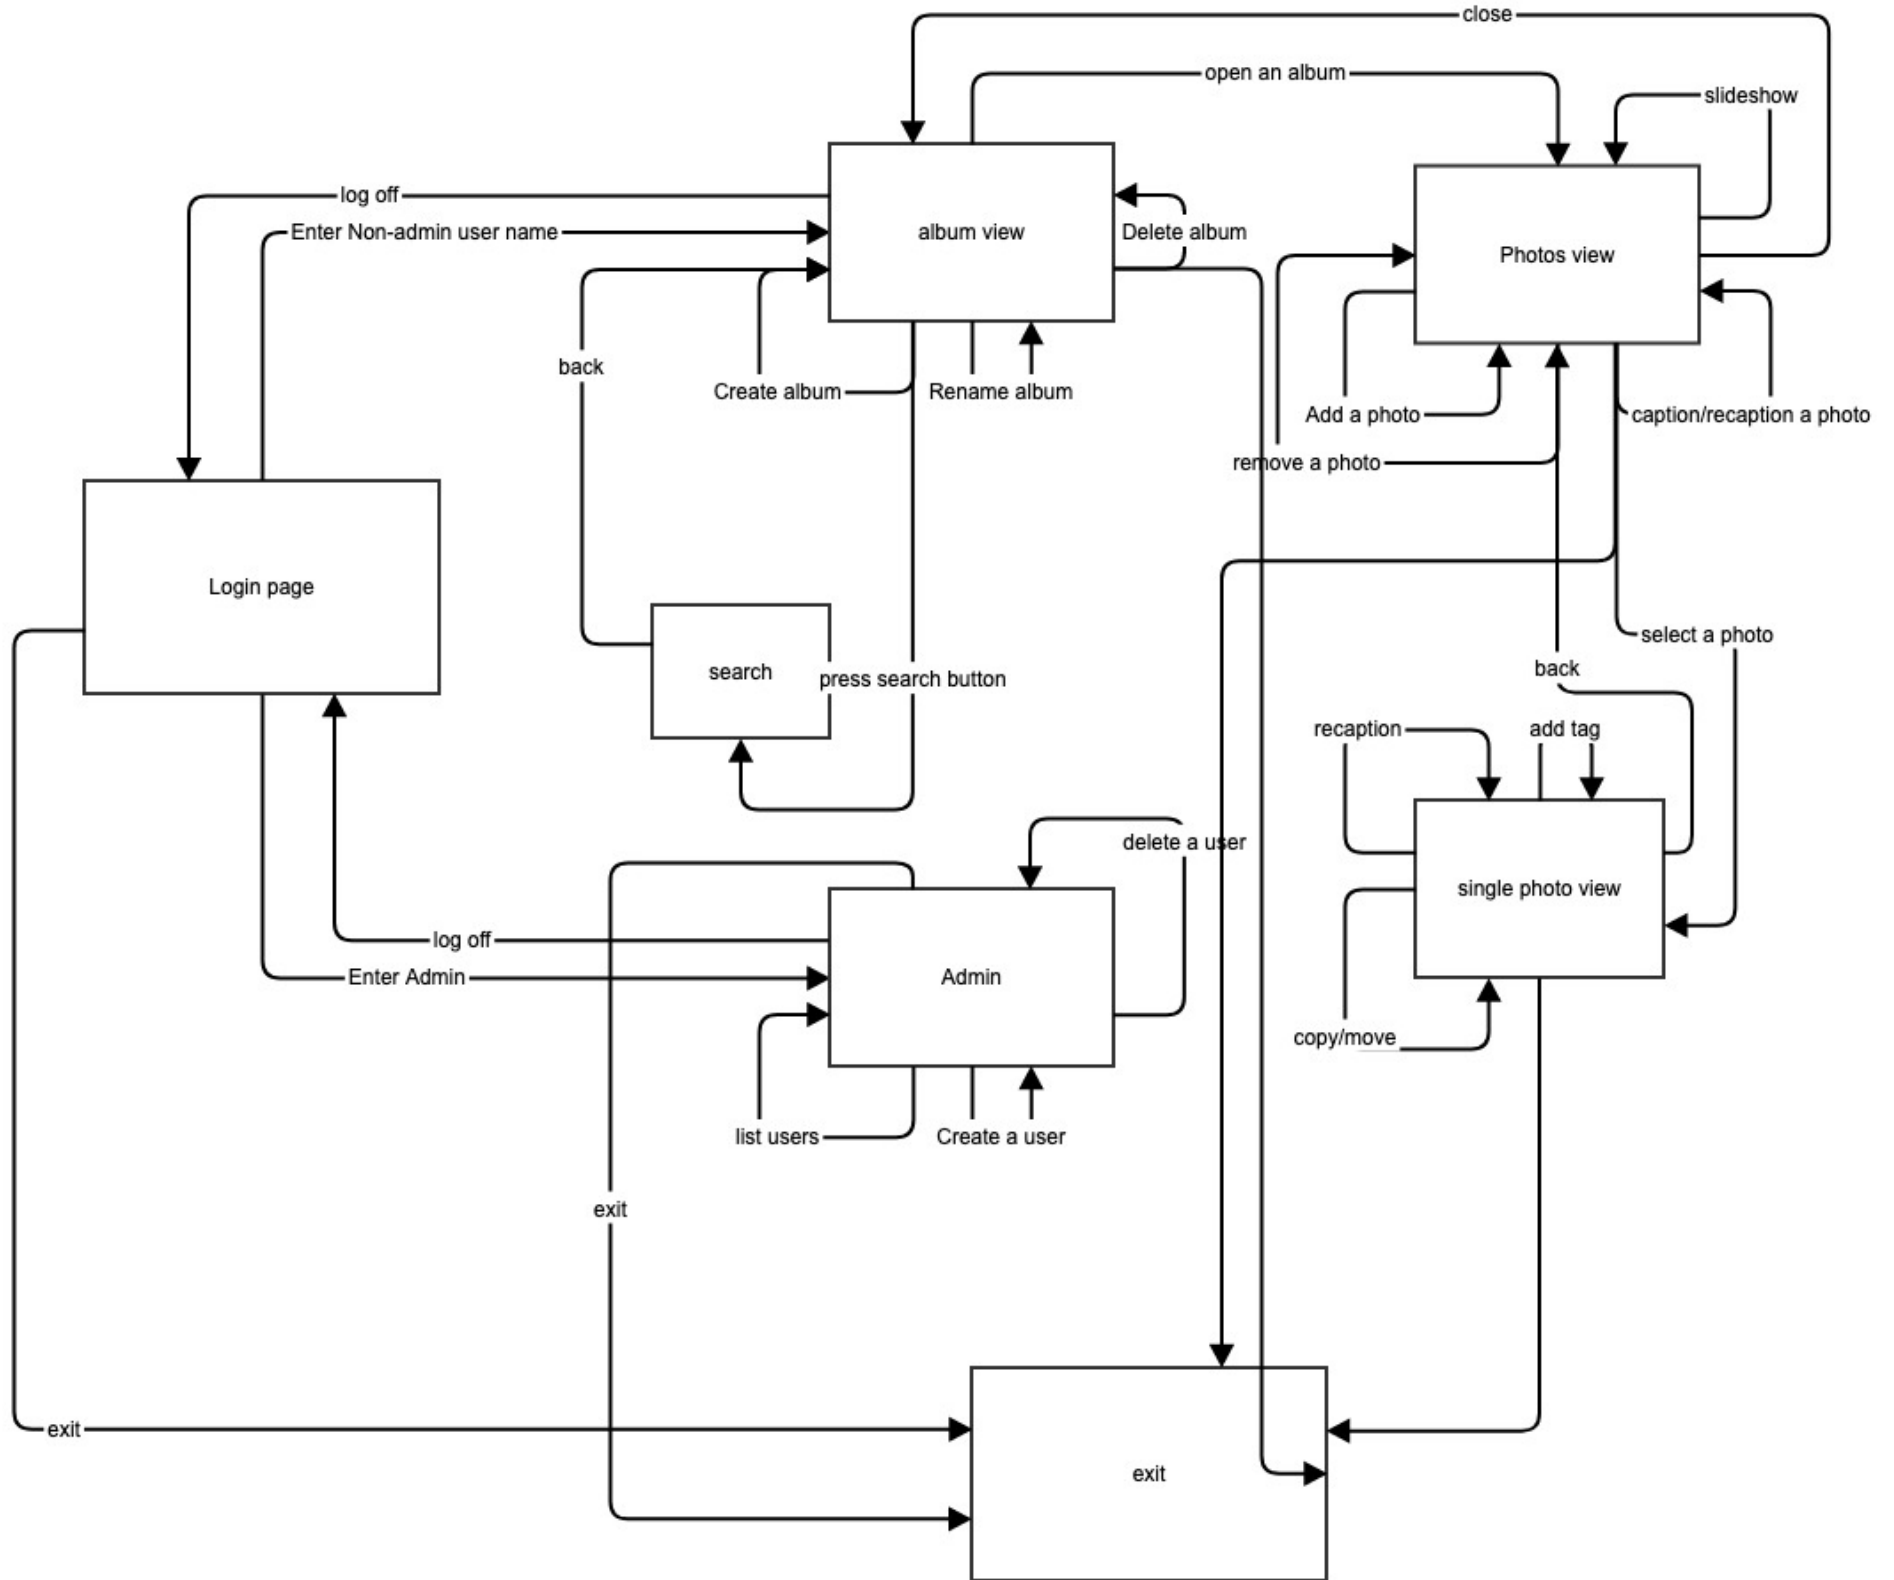 close
open an album
slideshow
log off
Enter Non-admin user name
album view
Delete album
Photos view
back
Create album
Rename album
Add a photo
caption/recaption a photo
remove a photo
Login page
search
press search button
select a photo
back
recaption
add tag
delete a user
single photo view
log off
Enter Admin
Admin
copy/move
list users
Create a user
exit
exit
exit